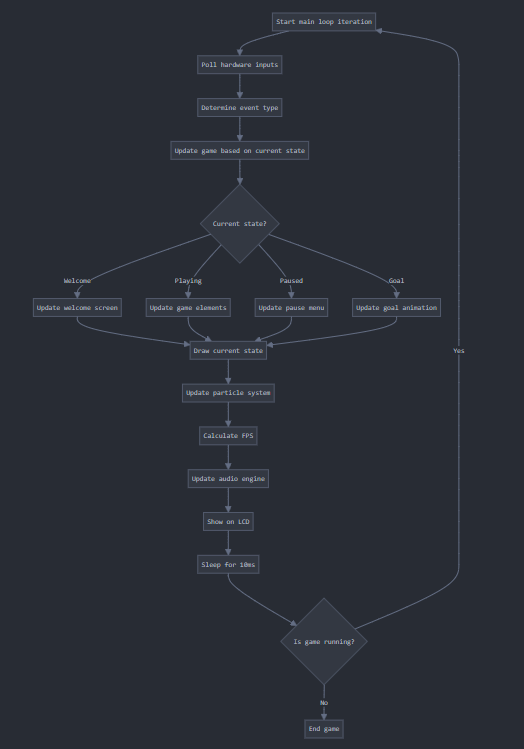 Start main loop iteration
Poll hardware inputs
Determine event type
Update game based on current state
Current state?
Welcome
Playing
Paused
Goal
Update welcome screen
Update game elements
Update pause menu
Update goal animation
Draw current state
Yes
Update particle system
Calculate FPS
Update audio engine
Show on LCD
Sleep for 10ms
Is game running?
No
End game